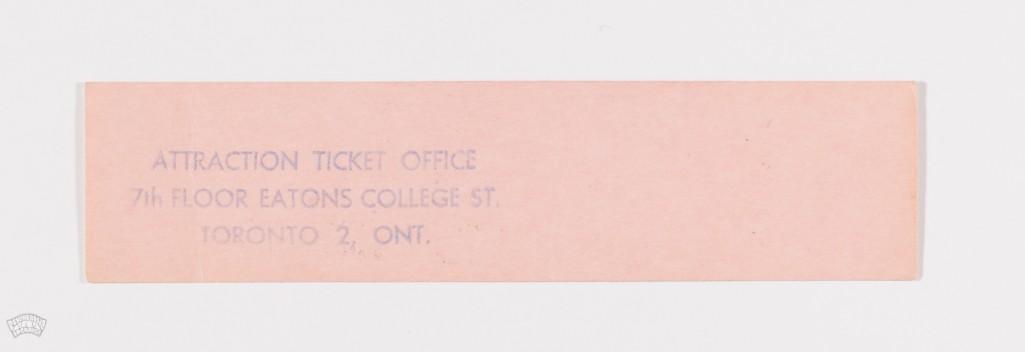 ATTRACTION TICKET OFFICE
7th FLOOR EATONS COLLEGE ST.
TORONTO 2, ONT.